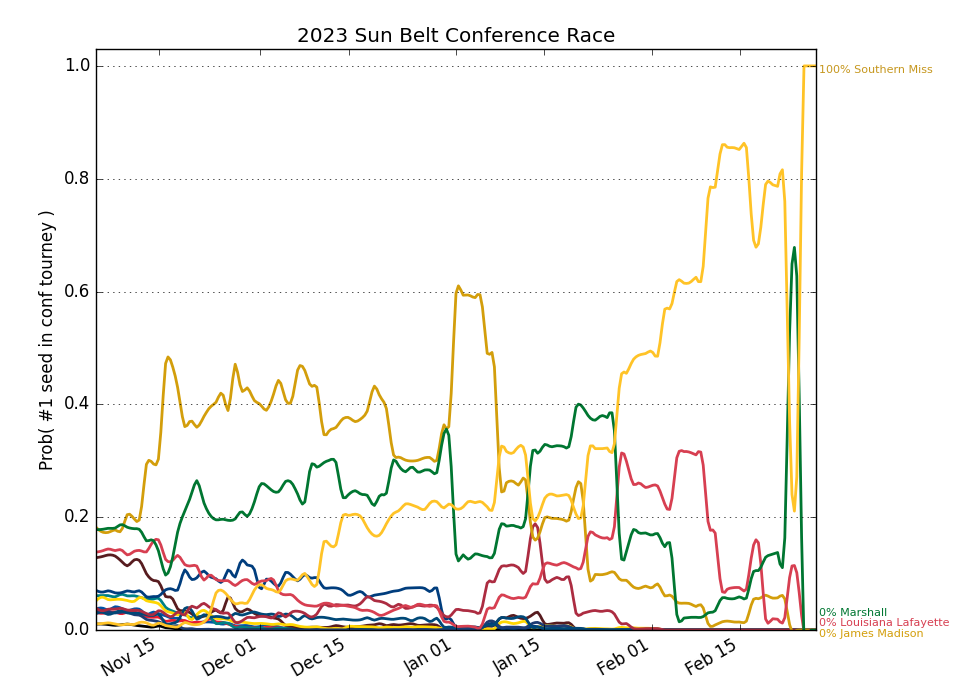 2023 Sun Belt Conference Race
Prob( #1 seed in conf tourney )
1.0
0.8
0.6
0.4
0.2
0.0
Nov 15
Dec 01
Dec 15
Jan 01
Jan 15
Feb 01
Feb 15
100% Southern Miss
0% Marshall
0% Louisiana Lafayette
0% James Madison